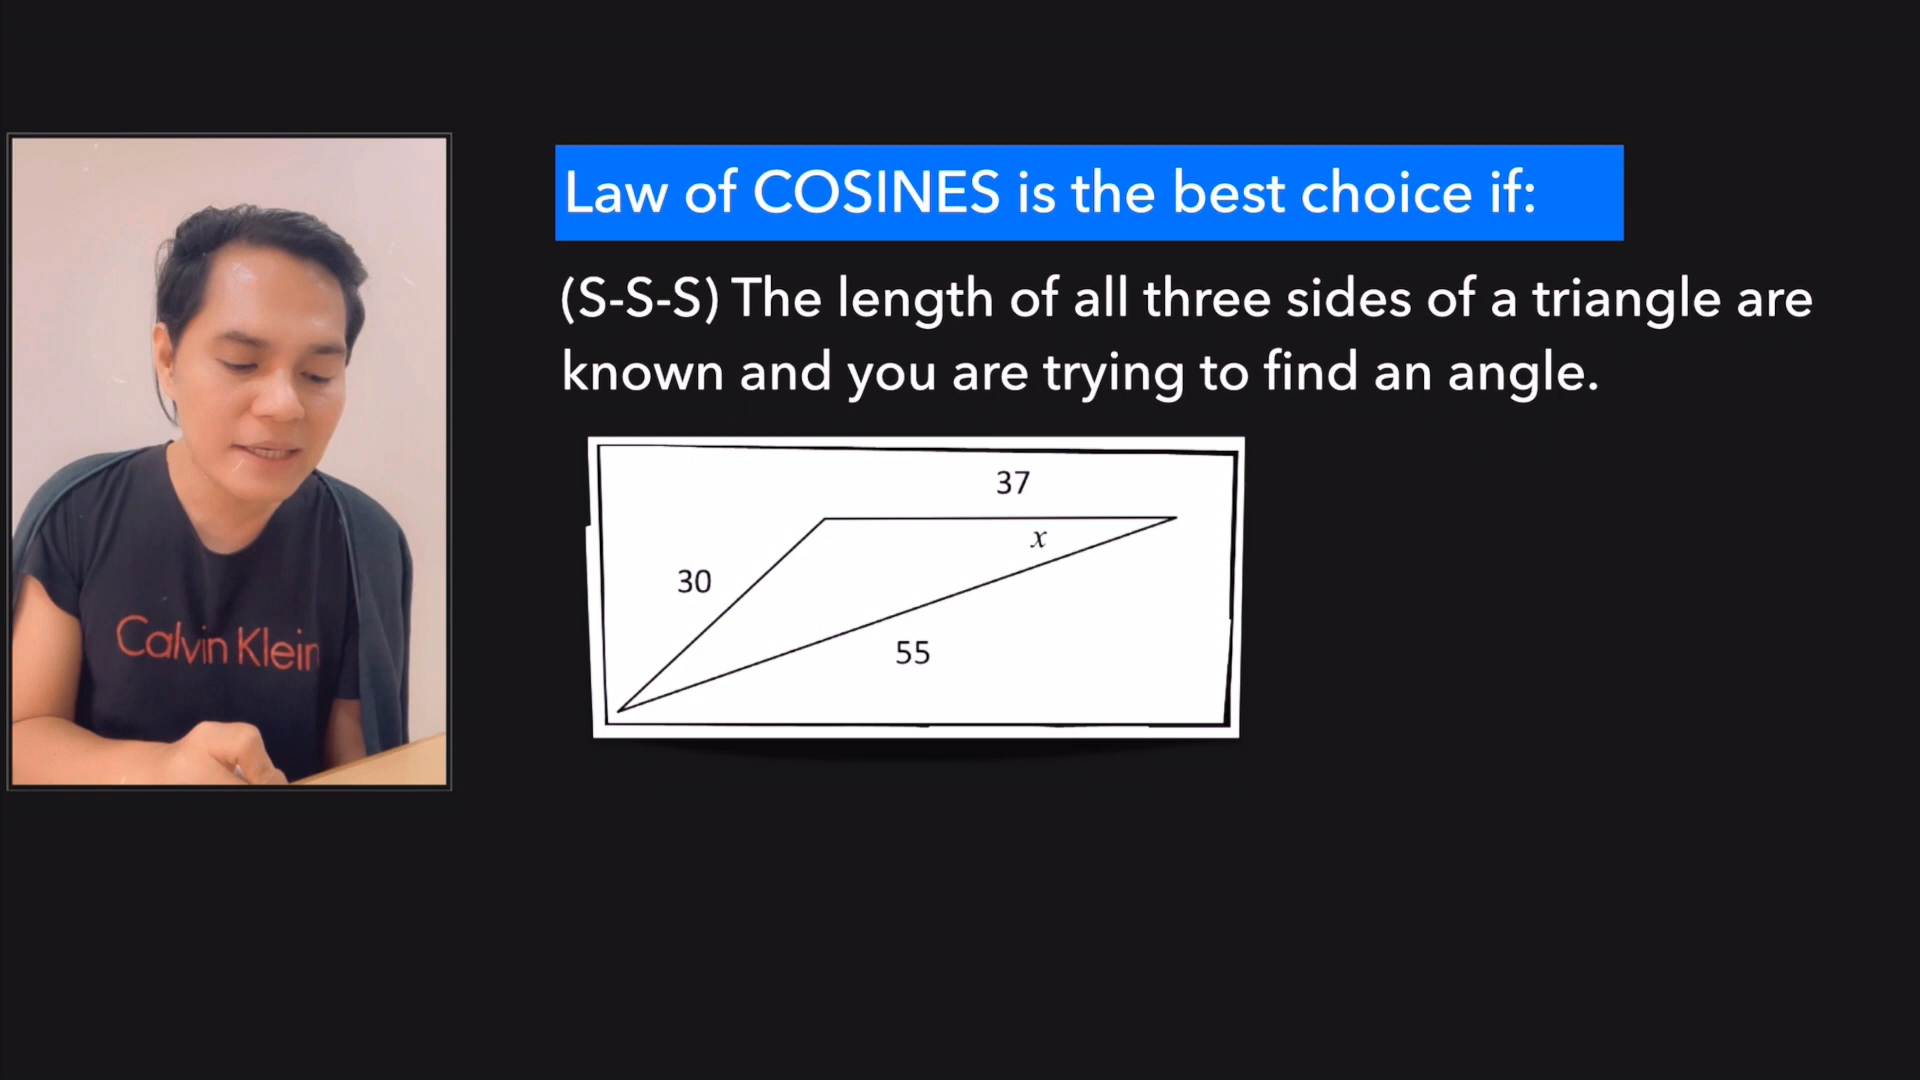 Law of COSINES is the best choice if:
(S-S-S) The length of all three sides of a triangle are
known and you are trying to find an angle.
37
x
30
55
Calvin Klein